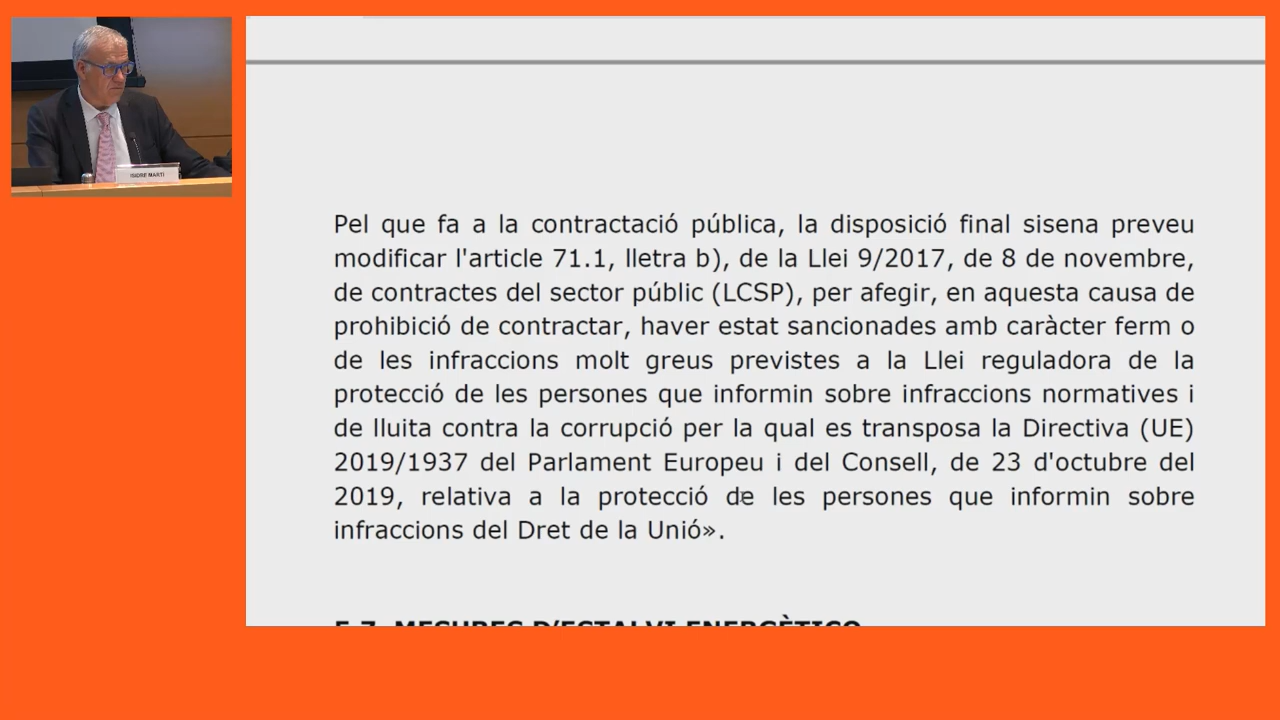 ISIDRE MARTÍ
Pel que fa a la contractació pública, la disposició final sisena preveu
modificar l'article 71.1, lletra b), de la Llei 9/2017, de 8 de novembre,
de contractes del sector públic (LCSP), per afegir, en aquesta causa de
prohibició de contractar, haver estat sancionades amb caràcter ferm o
de les infraccions molt greus previstes a la Llei reguladora de la
protecció de les persones que informin sobre infraccions normatives i
de lluita contra la corrupció per la qual es transposa la Directiva (UE)
2019/1937 del Parlament Europeu i del Consell, de 23 d'octubre del
2019, relativa a la protecció de les persones que informin sobre
infraccions del Dret de la Unió».
5.7. MESURES D'ESTALVI ENERGÈTICO